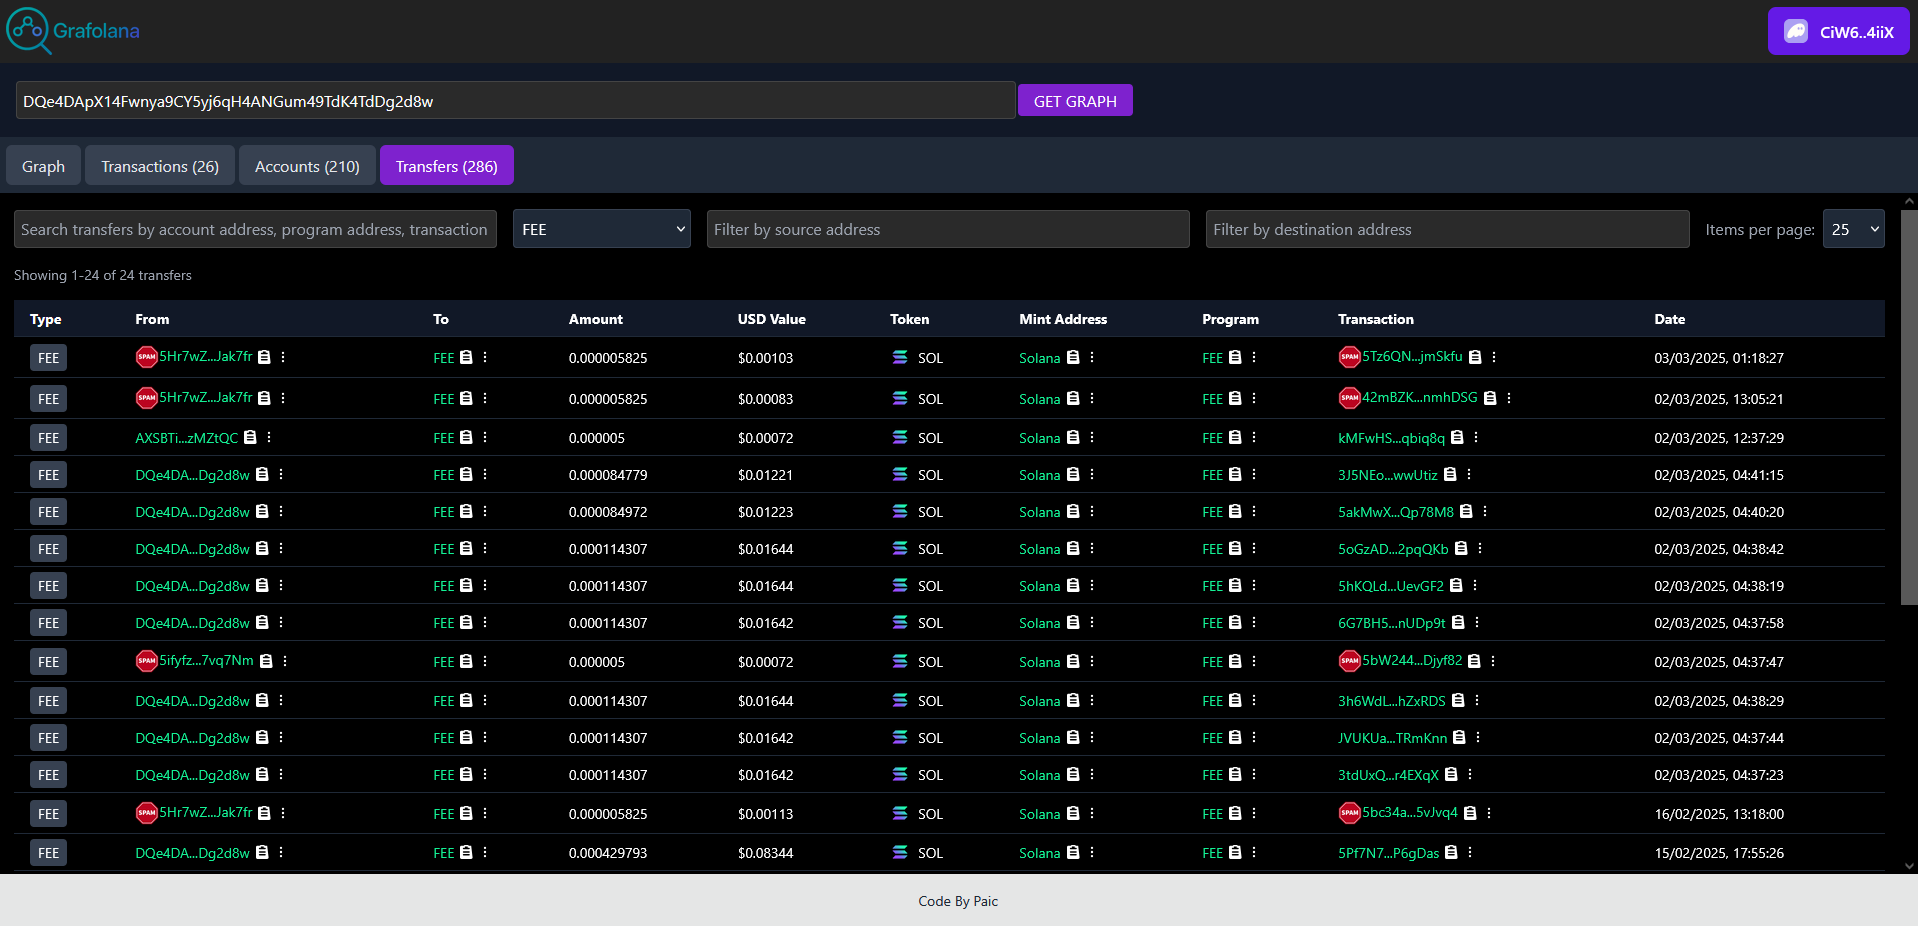 Grafolana
CiW6..4iiX
DQe4DApX14Fwnya9CY5yj6qH4ANGum49TdK4TdDg2d8w GET GRAPH
Graph Transactions (26) Accounts (210) Transfers (286)
Search transfers by account address, program address, transaction FEE Filter by source address Filter by destination address Items per page: 25
Showing 1-24 of 24 transfers
Type From To Amount USD Value Token Mint Address Program Transaction Date
FEE SPAM 5Hr7wZ...Jak7fr FEE 0.000005825 $0.00103 SOL Solana FEE SPAM 5Tz6QN...jmSkfu 03/03/2025, 01:18:27
FEE SPAM 5Hr7wZ...Jak7fr FEE 0.000005825 $0.00083 SOL Solana FEE SPAM 42mBZK...nmhDSG 02/03/2025, 13:05:21
FEE AXSBTi...zMZtQC FEE 0.000005 $0.00072 SOL Solana FEE kMFwHS...qbiq8q 02/03/2025, 12:37:29
FEE DQe4DA...Dg2d8w FEE 0.000084779 $0.01221 SOL Solana FEE 3J5NEo...wwUtiz 02/03/2025, 04:41:15
FEE DQe4DA...Dg2d8w FEE 0.000084972 $0.01223 SOL Solana FEE 5akMwX...Qp78M8 02/03/2025, 04:40:20
FEE DQe4DA...Dg2d8w FEE 0.000114307 $0.01644 SOL Solana FEE 5oGzAD...2pqQKb 02/03/2025, 04:38:42
FEE DQe4DA...Dg2d8w FEE 0.000114307 $0.01644 SOL Solana FEE 5hKQLd...UevGF2 02/03/2025, 04:38:19
FEE DQe4DA...Dg2d8w FEE 0.000114307 $0.01642 SOL Solana FEE 6G7BH5...nUDp9t 02/03/2025, 04:37:58
FEE SPAM 5ifyfz...7vq7Nm FEE 0.000005 $0.00072 SOL Solana FEE SPAM 5bW244...Djyf82 02/03/2025, 04:37:47
FEE DQe4DA...Dg2d8w FEE 0.000114307 $0.01644 SOL Solana FEE 3h6WdL...hZxRDS 02/03/2025, 04:38:29
FEE DQe4DA...Dg2d8w FEE 0.000114307 $0.01642 SOL Solana FEE JVUKUa...TRmKnn 02/03/2025, 04:37:44
FEE DQe4DA...Dg2d8w FEE 0.000114307 $0.01642 SOL Solana FEE 3tdUxQ...r4EXqX 02/03/2025, 04:37:23
FEE SPAM 5Hr7wZ...Jak7fr FEE 0.000005825 $0.00113 SOL Solana FEE SPAM 5bc34a...5vJvq4 16/02/2025, 13:18:00
FEE DQe4DA...Dg2d8w FEE 0.000429793 $0.08344 SOL Solana FEE 5Pf7N7...P6gDas 15/02/2025, 17:55:26
Code By Paic